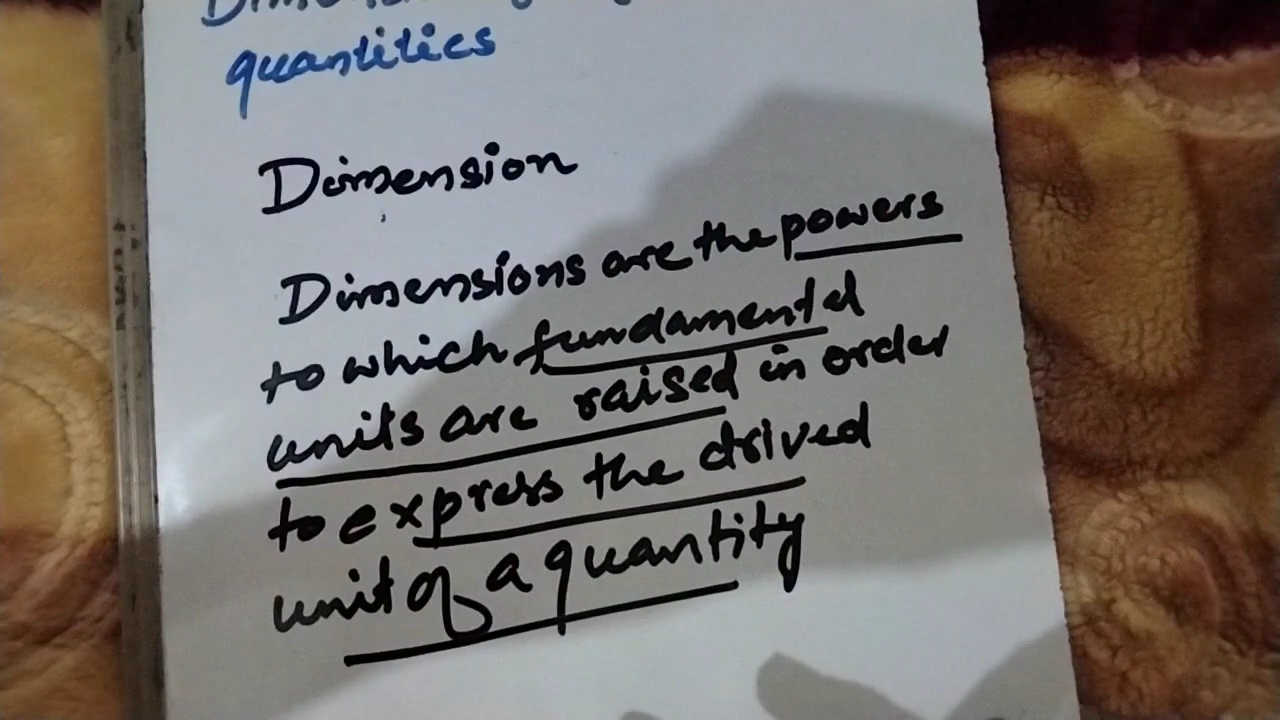 quantities
Dimension
Dimensions are the powers
to which fundamental
units are raised in order
to express the drived
unit of a quantity